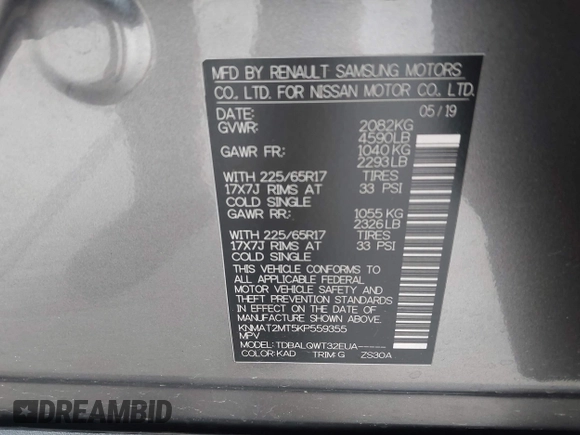 MFD BY RENAULT SAMSUNG MOTORS
CO., LTD. FOR NISSAN MOTOR CO., LTD.
DATE: 05/19
GVWR: 2082KG
4590LB
GAWR FR: 1040 KG
2293LB
WITH 225/65R17 TIRES
17X7J RIMS AT 33 PSI
COLD SINGLE
GAWR RR: 1055 KG
2326LB
WITH 225/65R17 TIRES
17X7J RIMS AT 33 PSI
COLD SINGLE
THIS VEHICLE CONFORMS TO
ALL APPLICABLE FEDERAL
MOTOR VEHICLE SAFETY AND
THEFT PREVENTION STANDARDS
IN EFFECT ON THE DATE OF
MANUFACTURE SHOWN ABOVE.
KNMAT2MT5KP559355
MPV
MODEL: TDBALQWT32EUA-----
COLOR:KAD TRIM:G ZS30A
DREAMBID